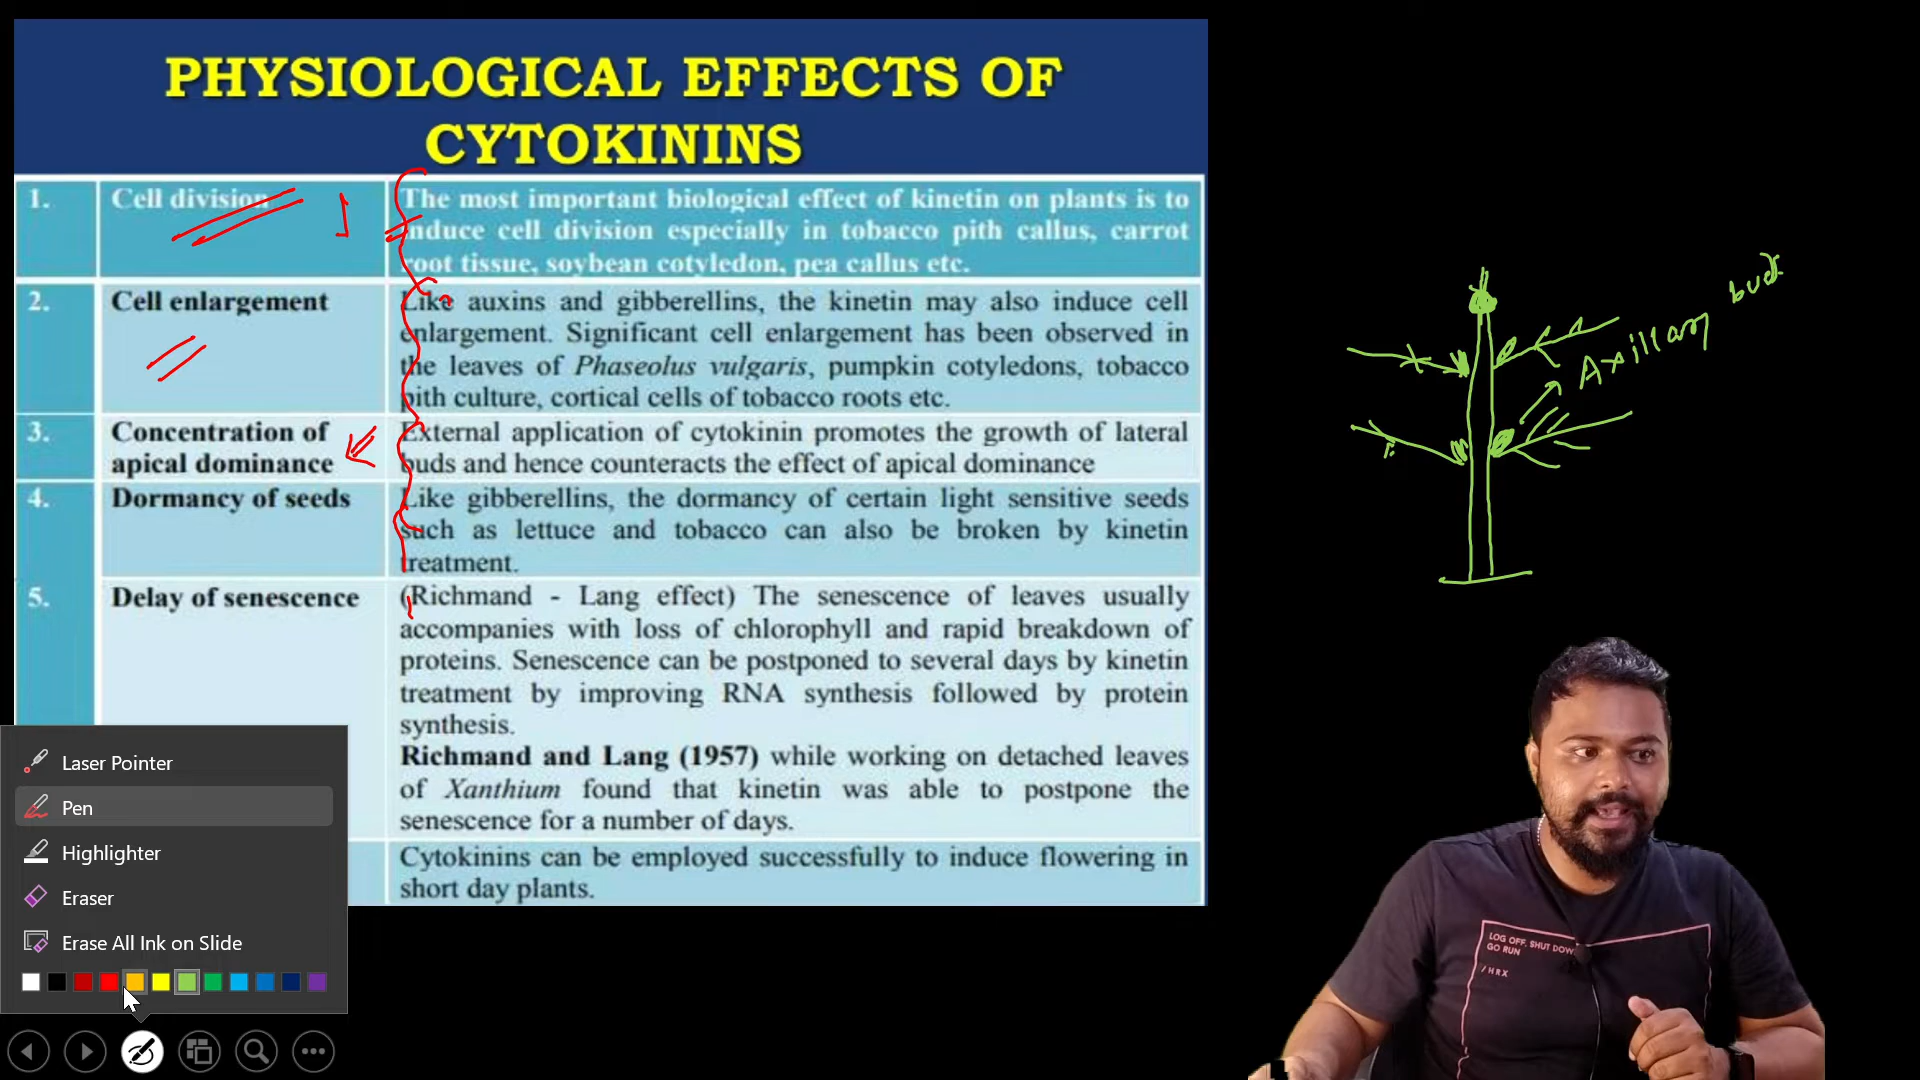 PHYSIOLOGICAL EFFECTS OF
CYTOKININS
1.
Cell division
The most important biological effect of kinetin on plants is to
induce cell division especially in tobacco pith callus, carrot
root tissue, soybean cotyledon, pea callus etc.
2.
Cell enlargement
Like auxins and gibberellins, the kinetin may also induce cell
enlargement. Significant cell enlargement has been observed in
the leaves of Phaseolus vulgaris, pumpkin cotyledons, tobacco
pith culture, cortical cells of tobacco roots etc.
3.
Concentration of
apical dominance
External application of cytokinin promotes the growth of lateral
buds and hence counteracts the effect of apical dominance
4.
Dormancy of seeds
Like gibberellins, the dormancy of certain light sensitive seeds
such as lettuce and tobacco can also be broken by kinetin
treatment.
5.
Delay of senescence
(Richmand - Lang effect) The senescence of leaves usually
accompanies with loss of chlorophyll and rapid breakdown of
proteins. Senescence can be postponed to several days by kinetin
treatment by improving RNA synthesis followed by protein
synthesis.
Richmand and Lang (1957) while working on detached leaves
of Xanthium found that kinetin was able to postpone the
senescence for a number of days.
Cytokinins can be employed successfully to induce flowering in
short day plants.
Laser Pointer
Pen
Highlighter
Eraser
Erase All Ink on Slide
Axillary bud
LOG OFF. SHUT DOWN.
GO RUN
/HRX